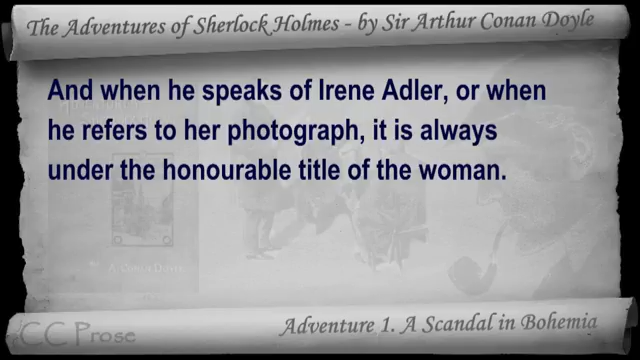 The Adventures of Sherlock Holmes - by Sir Arthur Conan Doyle
And when he speaks of Irene Adler, or when
he refers to her photograph, it is always
under the honourable title of the woman.
A. CONAN DOYLE
Adventure 1. A Scandal in Bohemia
CC Prose